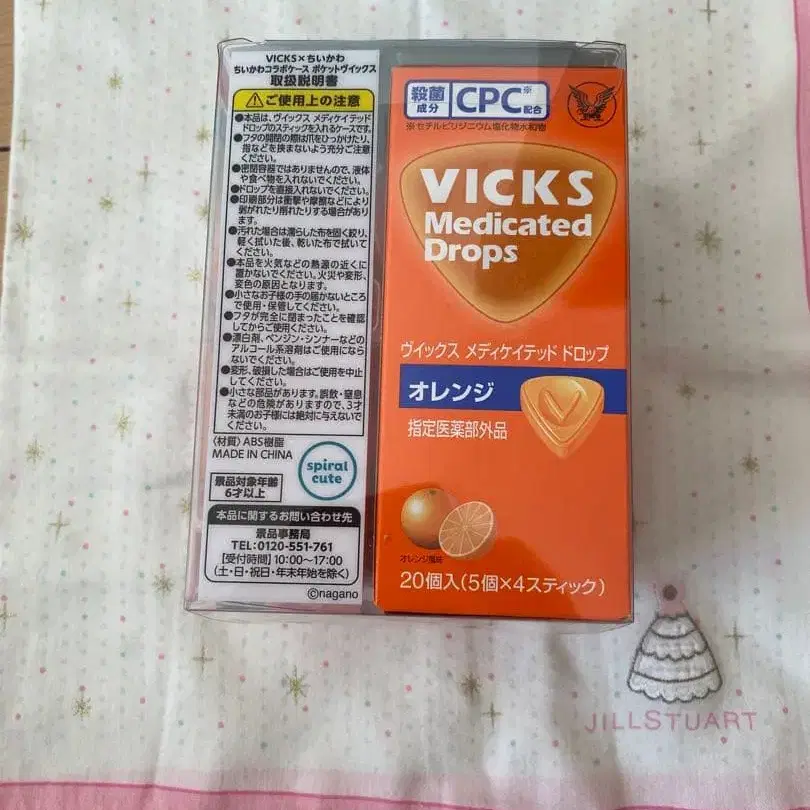 VICKS×ちいかわ
ちいかわコラボケース ポケットヴイックス
取扱説明書
ご使用上の注意
●本品は、ヴイックス メディケイテッド
ドロップのスティックを入れるケースです。
●フタの開閉の際は爪をひっかけたり、
指などを挟まないよう充分ご注意
ください。
●密閉容器ではありませんので、液体
や食べ物を入れないでください。
●ドロップを直接入れないでください。
●印刷部分は衝撃や摩擦などにより
剥がれたり削れたりする場合があり
ます。
●汚れた場合は濡らした布を固く絞り、
軽く拭いた後、乾いた布で拭いて
ください。
●本品を火気などの熱源の近くに
置かないでください。火災や変形、
変色の原因となります。
●小さなお子様の手の届かないところ
で使用・保管してください。
●フタが完全に閉まったことを確認
してからご使用ください。
●漂白剤、ベンジン・シンナーなどの
アルコール系溶剤はご使用になら
ないでください。
●変形、破損した場合はご使用を中止
してください。
●小さな部品があります。誤飲・窒息
などの危険がありますので、3才
未満のお子様には絶対に与えないで
ください。
〈材質〉ABS樹脂
MADE IN CHINA
spiral
cute
景品対象年齢
6才以上
本品に関するお問い合わせ先
景品事務局
TEL:0120-551-761
[受付時間] 10:00～17:00
(土・日・祝日・年末年始を除く)
©nagano
殺菌
成分
CPC※
配合
※セチルピリジニウム塩化物水和物
VICKS
Medicated
Drops
ヴイックス メディケイテッド ドロップ
オレンジ
指定医薬部外品
オレンジ風味
20個入(5個×4スティック)
JILLSTUART